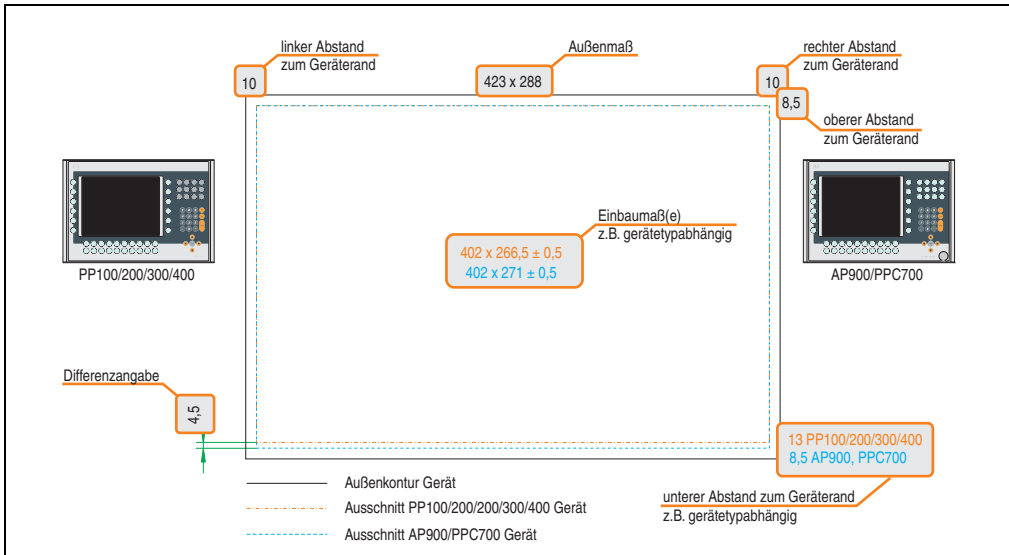 linker Abstand
zum Geräterand
Außenmaß
rechter Abstand
zum Geräterand
10
423 x 288
10
8,5
oberer Abstand
zum Geräterand
Einbaumaß(e)
z.B. gerätetypabhängig
402 x 266,5 ± 0,5
402 x 271 ± 0,5
PP100/200/300/400
AP900/PPC700
Differenzangabe
4,5
13 PP100/200/300/400
8,5 AP900, PPC700
unterer Abstand zum Geräterand
z.B. gerätetypabhängig
Außenkontur Gerät
Ausschnitt PP100/200/200/300/400 Gerät
Ausschnitt AP900/PPC700 Gerät